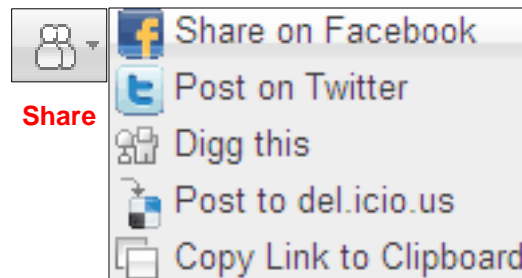 Share on Facebook
Post on Twitter
Share
Digg this
Post to del.icio.us
Copy Link to Clipboard